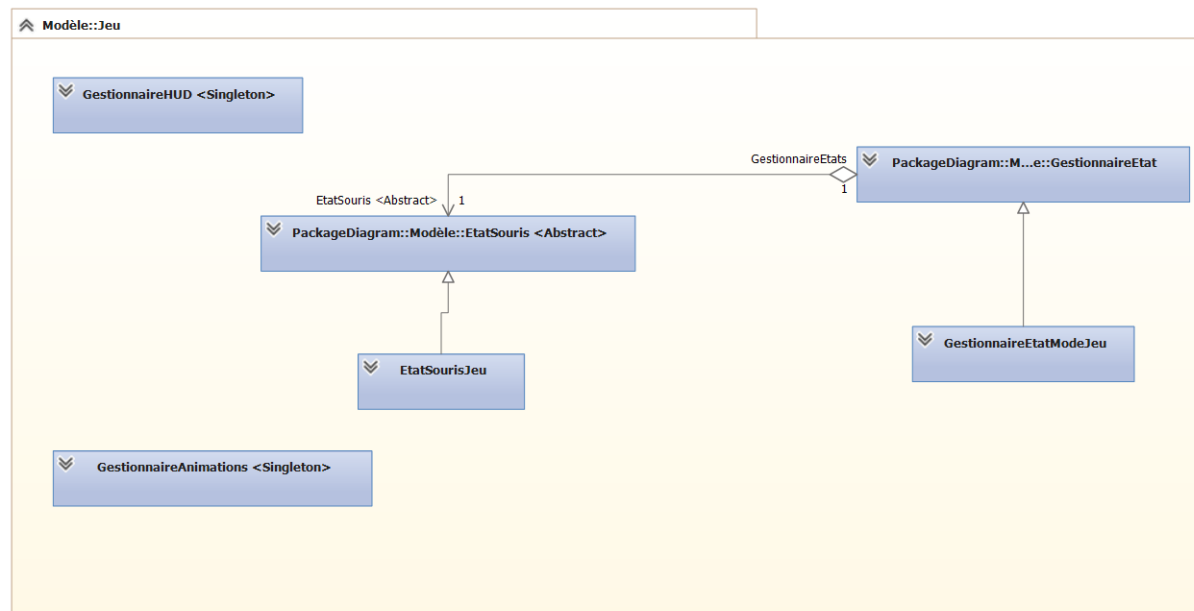 Modèle::Jeu
GestionnaireHUD <Singleton>
GestionnaireEtats
PackageDiagram::M...e::GestionnaireEtat
1
EtatSouris <Abstract>
1
PackageDiagram::Modèle::EtatSouris <Abstract>
GestionnaireEtatModeJeu
EtatSourisJeu
GestionnaireAnimations <Singleton>